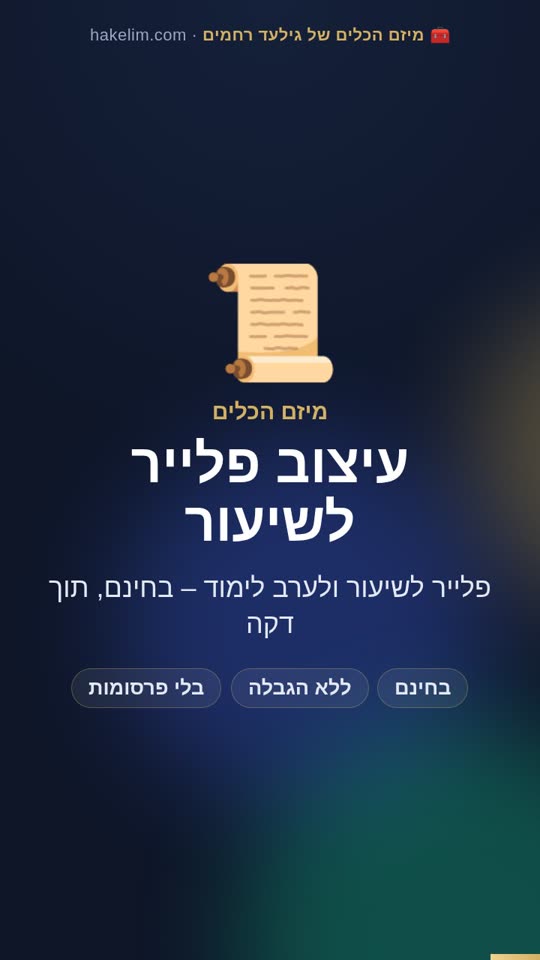 🧰 מיזם הכלים של גילעד רחמים · hakelim.com
מיזם הכלים
עיצוב פלייר
לשיעור
פלייר לשיעור ולערב לימוד – בחינם, תוך
דקה
בחינם
ללא הגבלה
בלי פרסומות